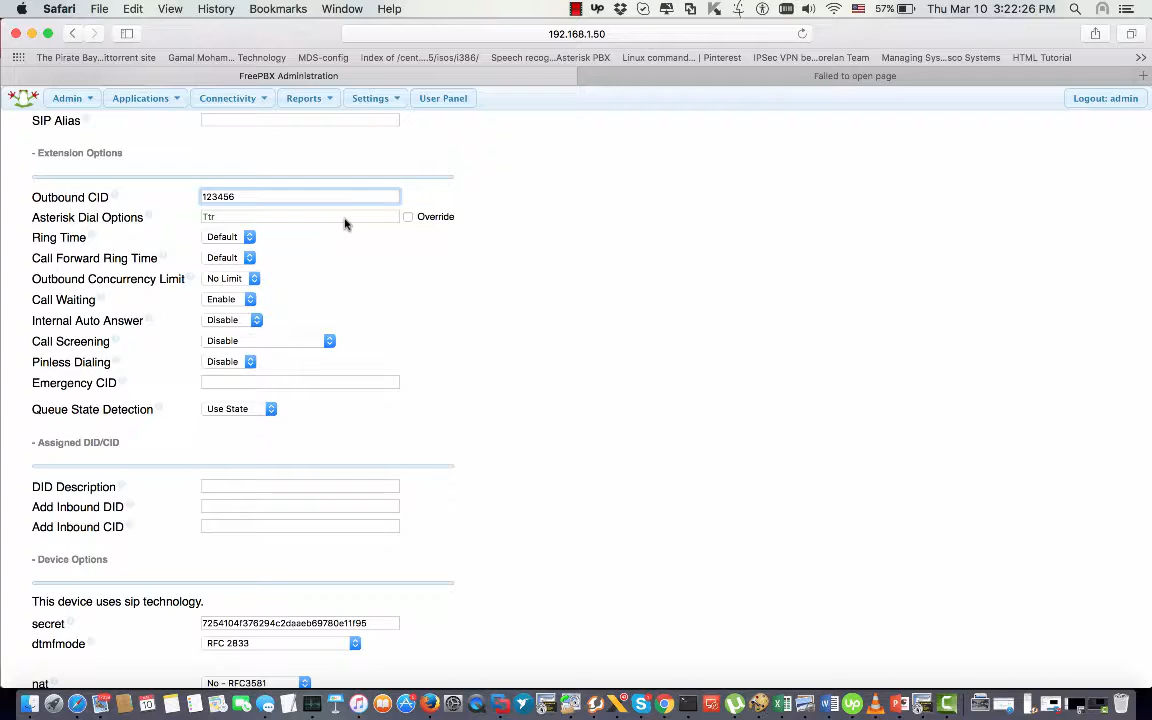 Safari File Edit View History Bookmarks Window Help 57% Thu Mar 10 3:22:26 PM
192.168.1.50
The Pirate Bay...ittorrent site Gamal Moham... Technology MDS-config Index of /cent....5/isos/i386/ Speech recog...Asterisk PBX Linux command... | Pinterest IPSec VPN be...orelan Team Managing Sys...sco Systems HTML Tutorial
FreePBX Administration Failed to open page
Admin Applications Connectivity Reports Settings User Panel Logout: admin
SIP Alias
- Extension Options
Outbound CID 123456
Asterisk Dial Options Ttr Override
Ring Time Default
Call Forward Ring Time Default
Outbound Concurrency Limit No Limit
Call Waiting Enable
Internal Auto Answer Disable
Call Screening Disable
Pinless Dialing Disable
Emergency CID
Queue State Detection Use State
- Assigned DID/CID
DID Description
Add Inbound DID
Add Inbound CID
- Device Options
This device uses sip technology.
secret 7254104f376294c2daaeb69780e11f95
dtmfmode RFC 2833
nat No - RFC3581